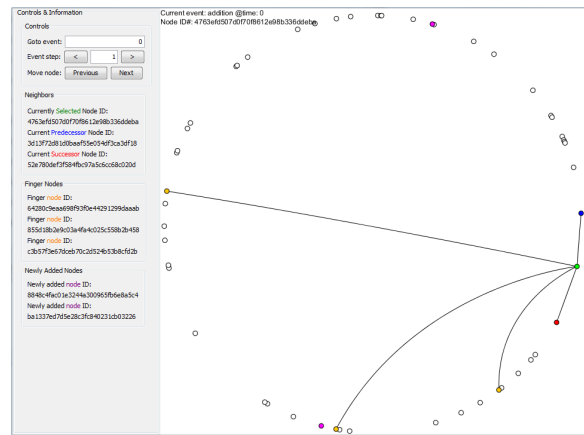 Controls & Information
Controls
Goto event: 0
Event step: < 1 >
Move node: Previous Next
Neighbors
Currently Selected Node ID:
4763efd507d0f70f8612e98b336ddeba
Current Predecessor Node ID:
3d13f72d81d0baaf55e054df3ca3df18
Current Successor Node ID:
52e780def3f584fbc97a5c6cc68c020d
Finger Nodes
Finger node ID:
64280c9eaa698f93f0e44291299daaab
Finger node ID:
855d18b2e9c03a4fa4c025c558b2b458
Finger node ID:
c3b57f3e67dceb70c2d524b53b8cfd2b
Newly Added Nodes
Newly added node ID:
8848c4fac01e3244a300965fb6e8a5c4
Newly added node ID:
ba1337ed7d5e28c3fc840231cb03226
Current event: addition @time: 0
Node ID#: 4763efd507d0f70f8612e98b336ddeba